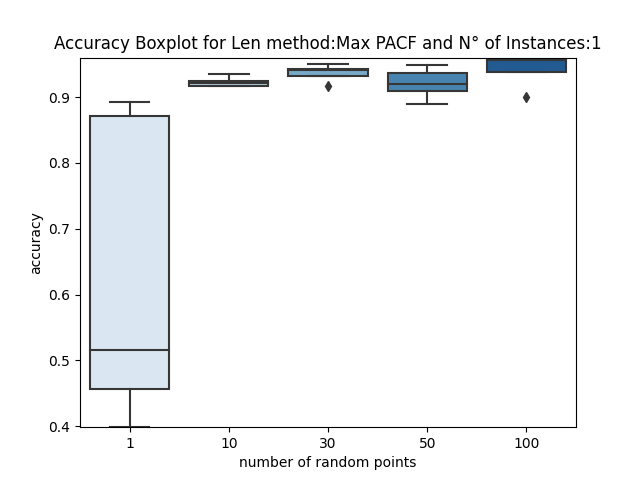 Accuracy Boxplot for Len method:Max PACF and N° of Instances:1
0.9
0.8
0.7
0.6
0.5
0.4
accuracy
1 10 30 50 100
number of random points